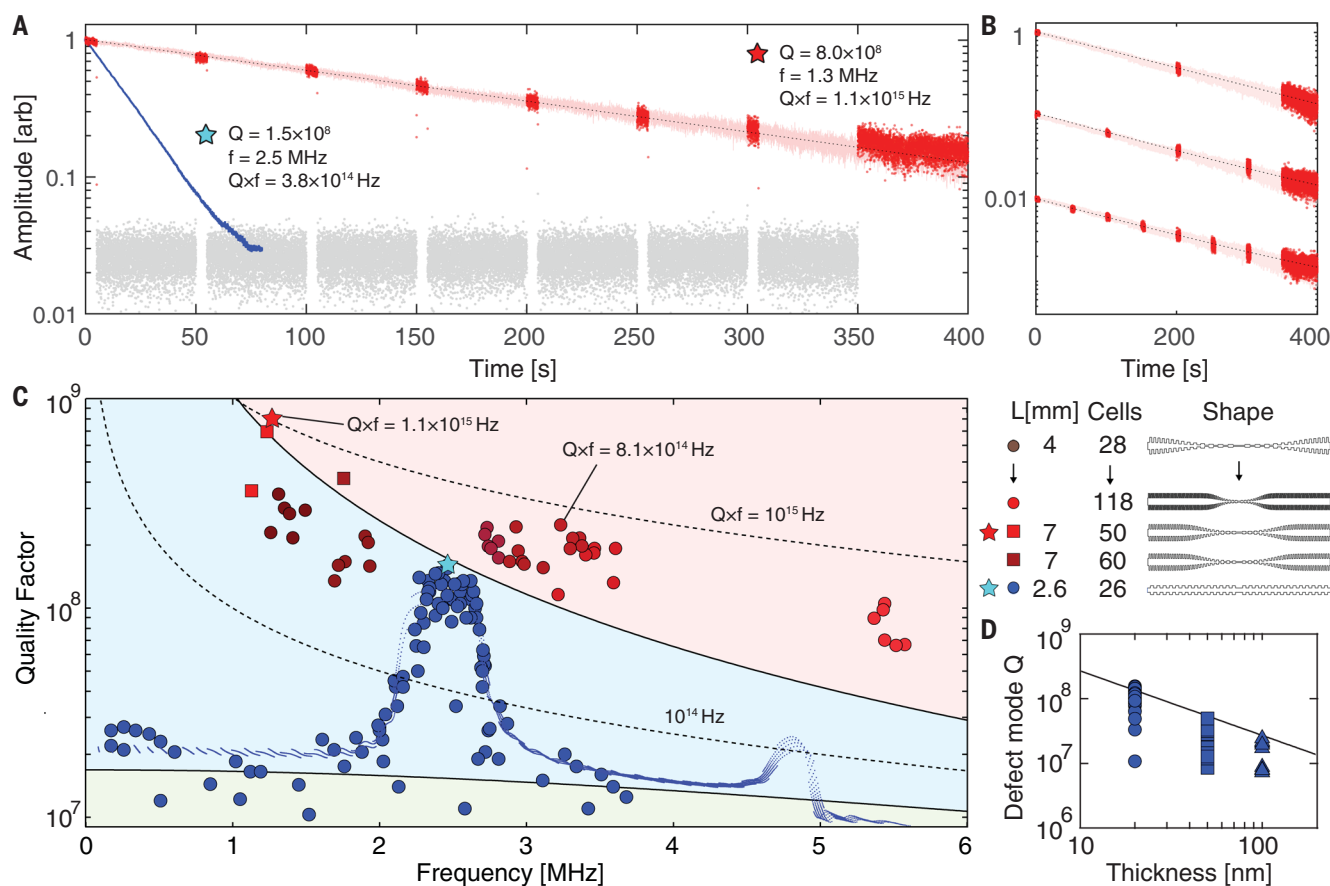 A
B
1
0.1
0.01
Amplitude [arb]
Q = 8.0×10⁸
f = 1.3 MHz
Q×f = 1.1×10¹⁵ Hz
Q = 1.5×10⁸
f = 2.5 MHz
Q×f = 3.8×10¹⁴ Hz
0 50 100 150 200 250 300 350 400
Time [s]
1
0.01
0 200 400
Time [s]
C
10⁹
10⁸
10⁷
Quality Factor
Q×f = 1.1×10¹⁵ Hz
Q×f = 8.1×10¹⁴ Hz
Q×f = 10¹⁵ Hz
10¹⁴ Hz
0 1 2 3 4 5 6
Frequency [MHz]
L[mm] Cells Shape
4 28
118
7 50
7 60
2.6 26
D
10⁹
10⁸
10⁷
10⁶
Defect mode Q
10 100
Thickness [nm]